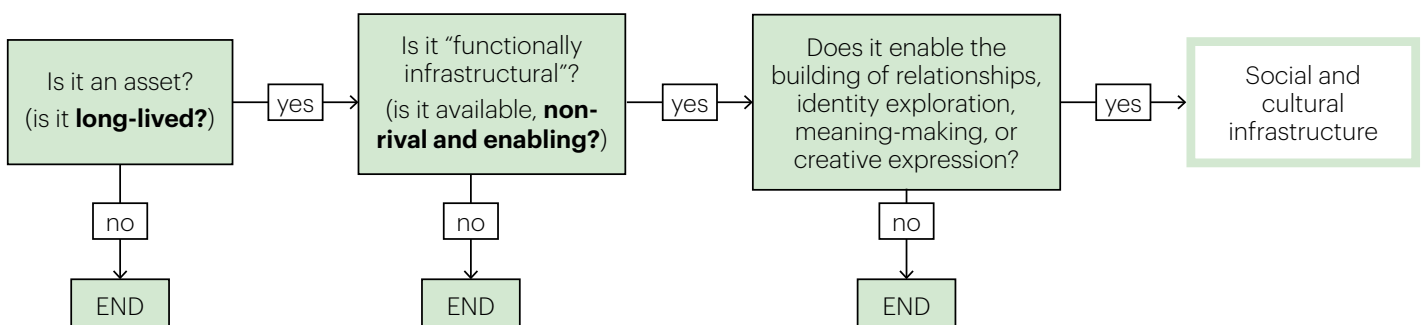 Is it an asset?
(is it long-lived?)
yes
no
END
Is it “functionally
infrastructural”?
(is it available, non-
rival and enabling?)
yes
no
END
Does it enable the
building of relationships,
identity exploration,
meaning-making, or
creative expression?
yes
no
END
Social and
cultural
infrastructure